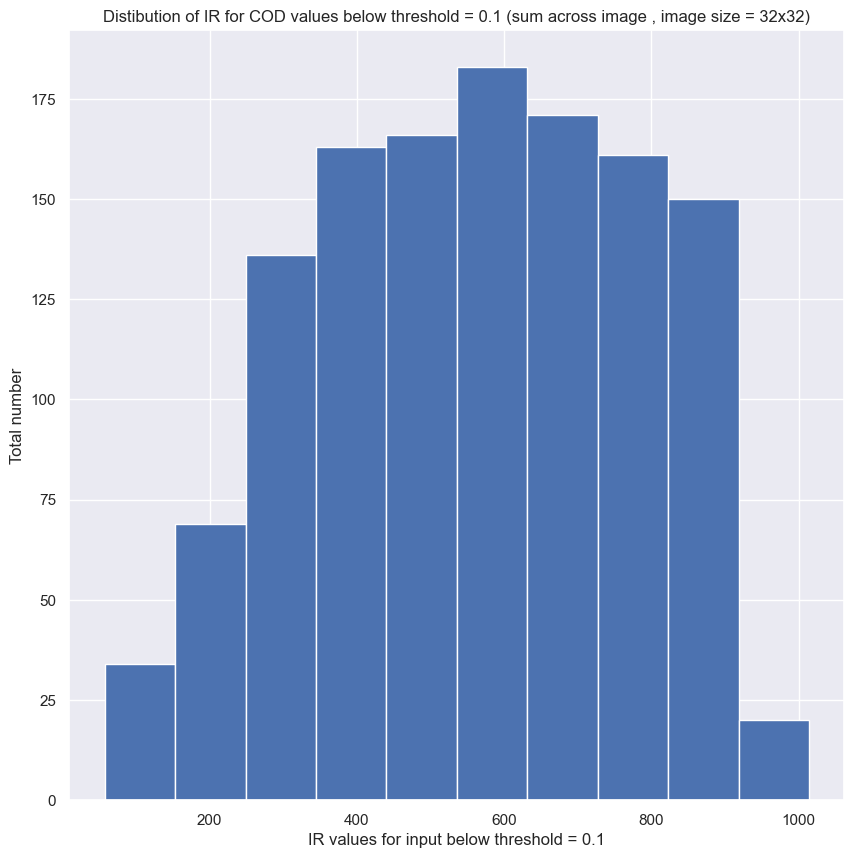 Distibution of IR for COD values below threshold = 0.1 (sum across image , image size = 32x32)
175
150
125
100
75
50
25
0
Total number
200 400 600 800 1000
IR values for input below threshold = 0.1